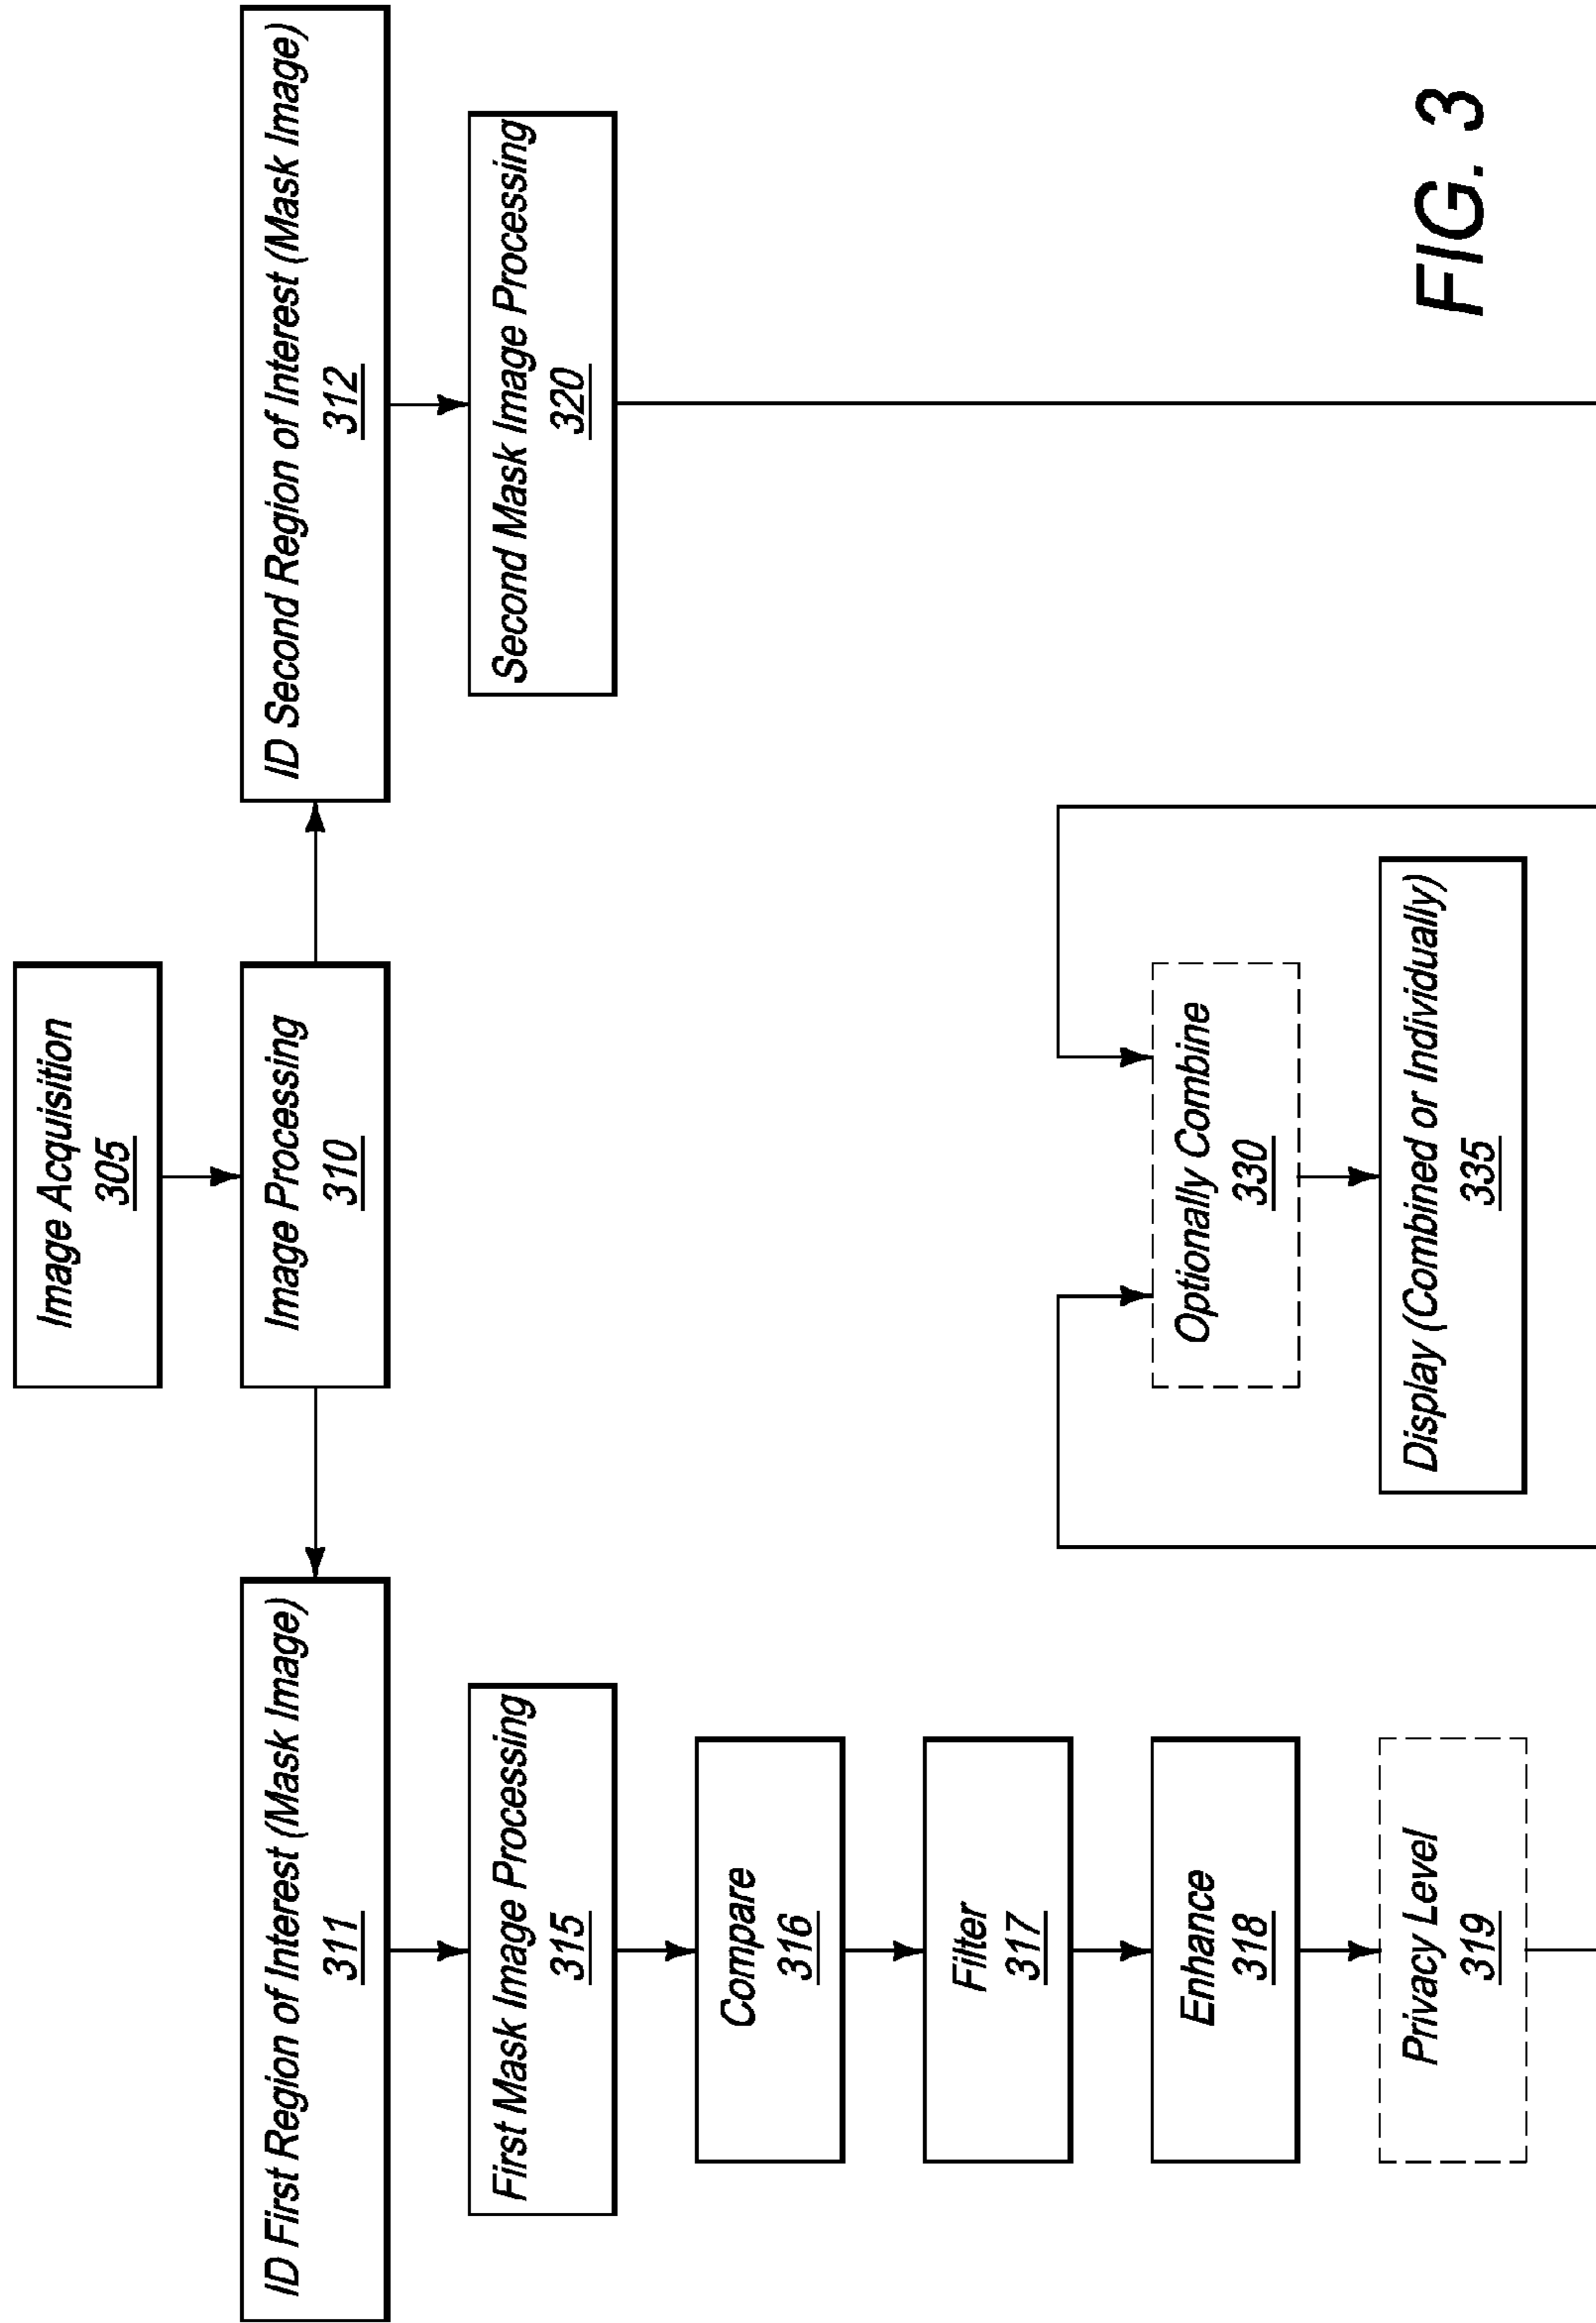 Image Acquisition
305
Image Processing
310
ID First Region of Interest (Mask Image)
311
ID Second Region of Interest (Mask Image)
312
First Mask Image Processing
315
Second Mask Image Processing
320
Compare
316
Filter
317
Enhance
318
Privacy Level
319
Optionally Combine
330
Display (Combined or Individually)
335
FIG. 3